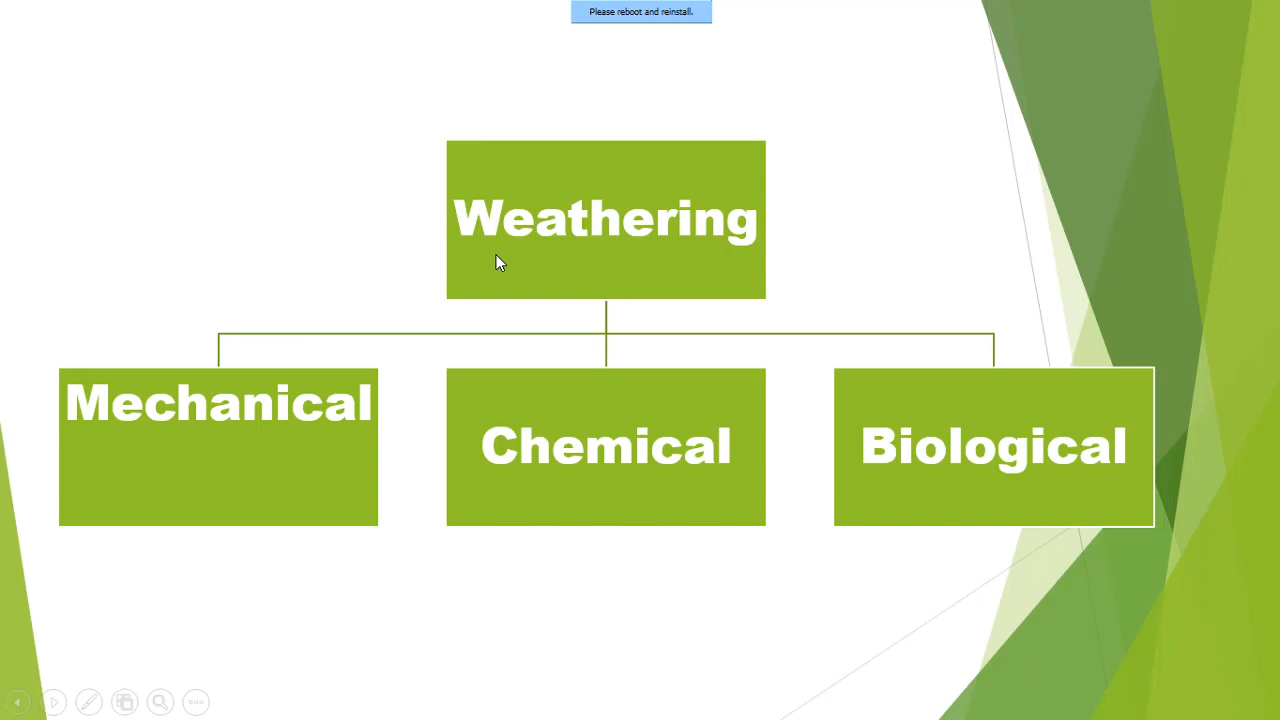 Please reboot and reinstall.
Weathering
Mechanical
Chemical
Biological